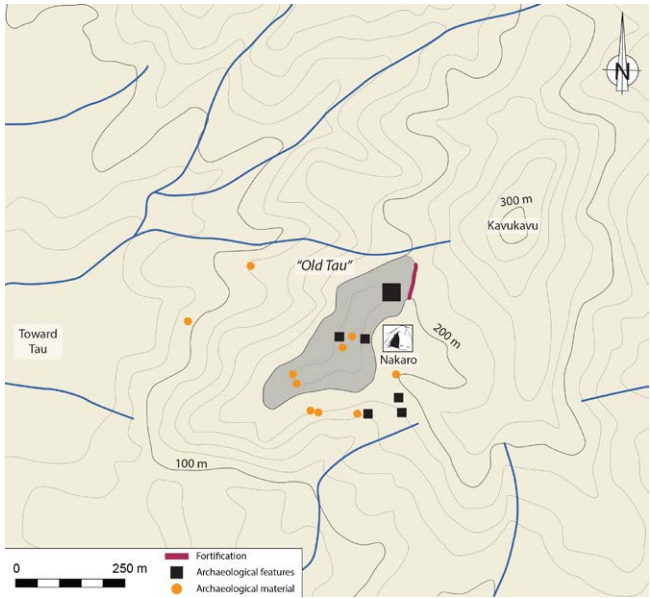 N
300 m
Kavukavu
"Old Tau"
200 m
Toward
Tau
Nakaro
100 m
0 250 m
Fortification
Archaeological features
Archaeological material